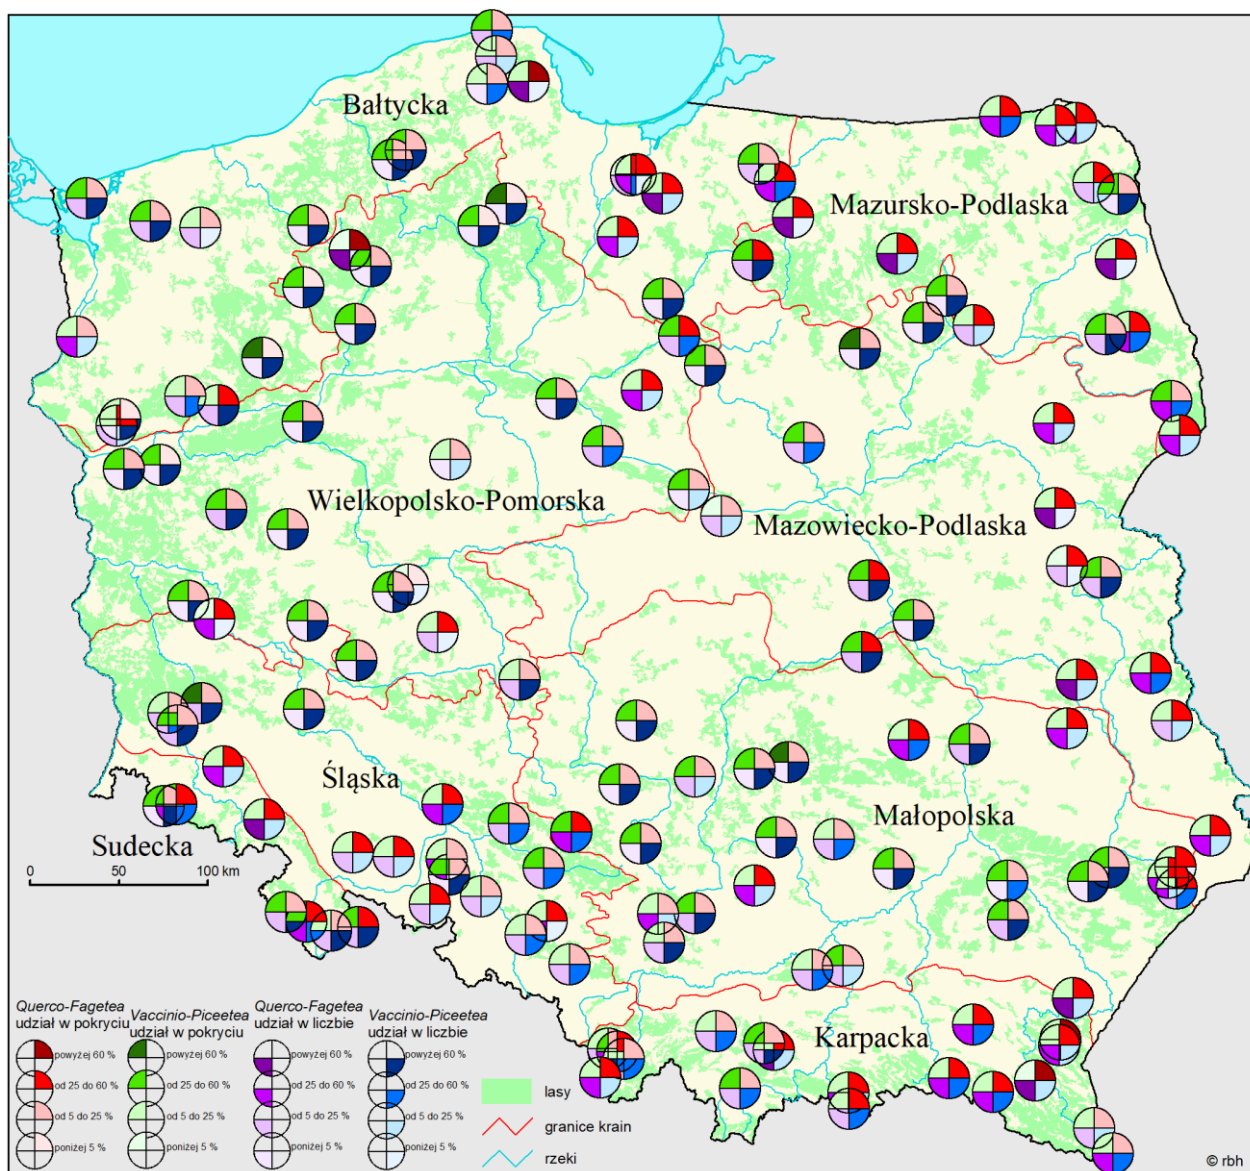 Bałtycka
Mazursko-Podlaska
Wielkopolsko-Pomorska
Mazowiecko-Podlaska
Śląska
Małopolska
Sudecka
0 50 100 km
Karpacka
Querco-Fagetea
udział w pokryciu
powyżej 60 %
od 25 do 60 %
od 5 do 25 %
poniżej 5 %
Vaccinio-Piceetea
udział w pokryciu
powyżej 60 %
od 25 do 60 %
od 5 do 25 %
poniżej 5 %
Querco-Fagetea
udział w liczbie
powyżej 60 %
od 25 do 60 %
od 5 do 25 %
poniżej 5 %
Vaccinio-Piceetea
udział w liczbie
powyżej 60 %
od 25 do 60 %
od 5 do 25 %
poniżej 5 %
lasy
granice krain
rzeki
© rbh